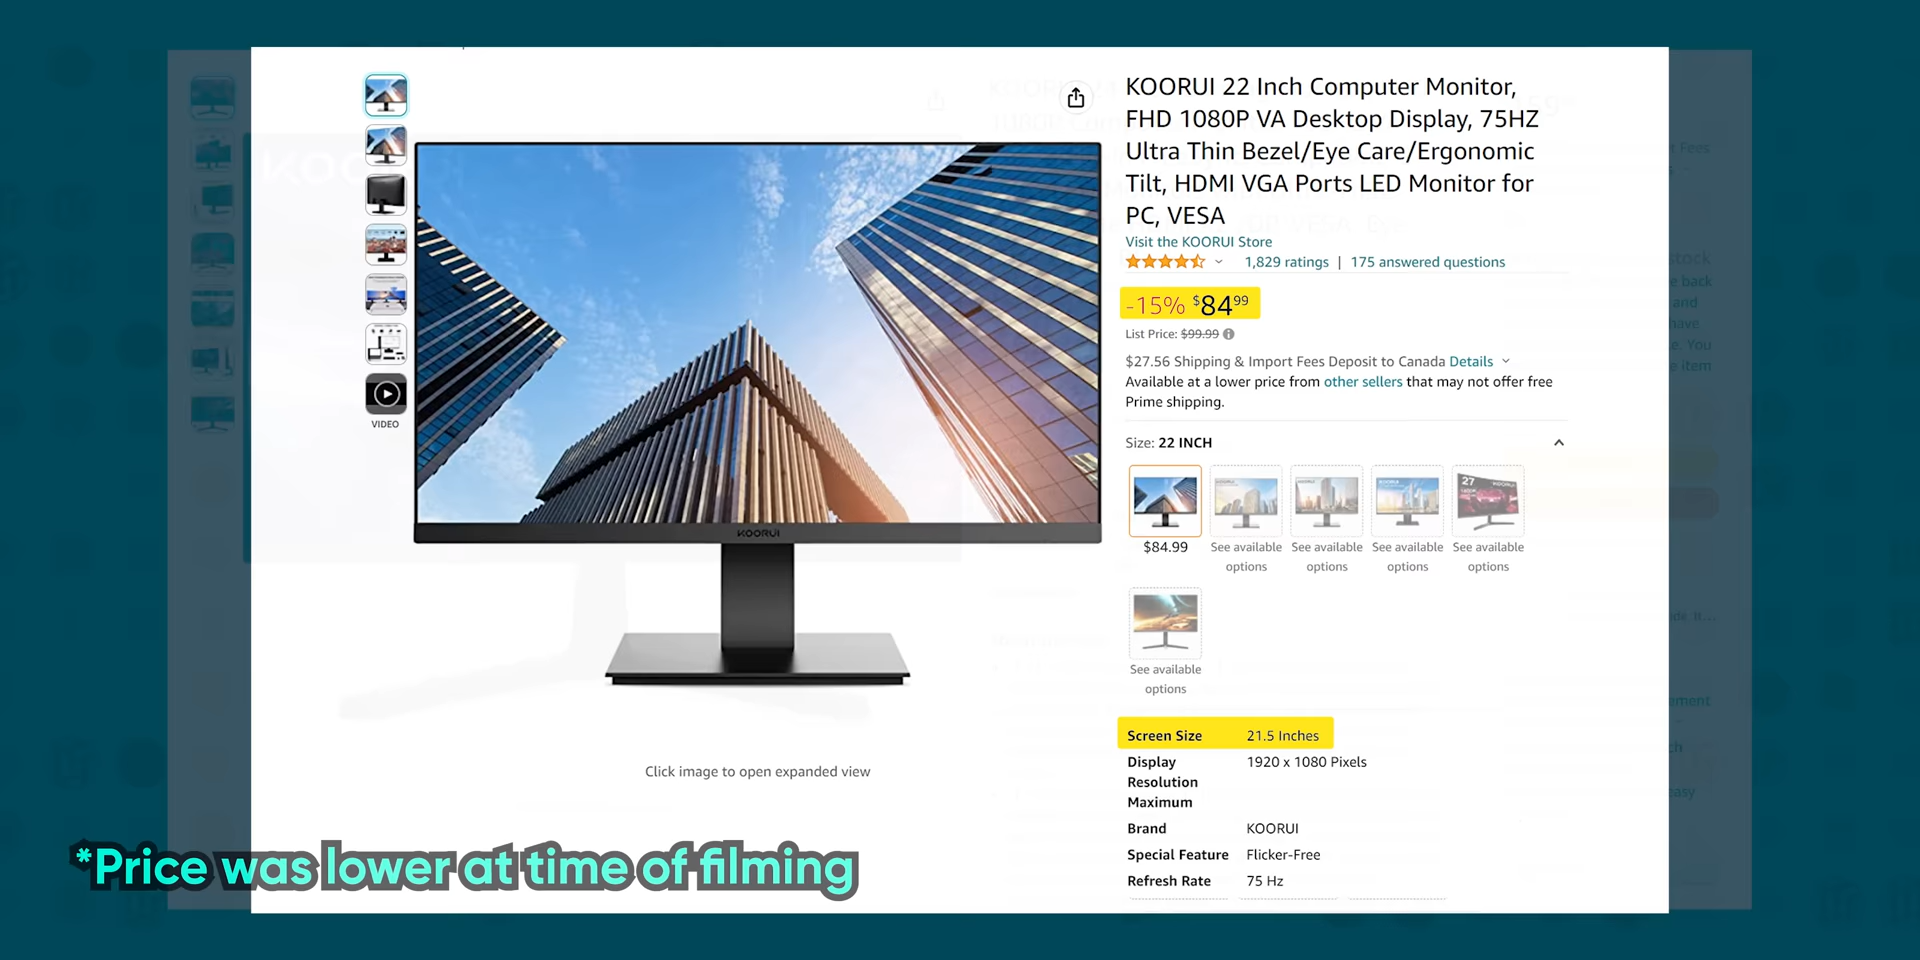 KOORUI 22 Inch Computer Monitor,
FHD 1080P VA Desktop Display, 75HZ
Ultra Thin Bezel/Eye Care/Ergonomic
Tilt, HDMI VGA Ports LED Monitor for
PC, VESA
Visit the KOORUI Store
1,829 ratings | 175 answered questions
-15% $84.99
List Price: $99.99
$27.56 Shipping & Import Fees Deposit to Canada Details
Available at a lower price from other sellers that may not offer free
Prime shipping.
Size: 22 INCH
$84.99
See available options
See available options
See available options
27
See available options
See available options
Screen Size 21.5 Inches
Display Resolution Maximum 1920 x 1080 Pixels
Brand KOORUI
Special Feature Flicker-Free
Refresh Rate 75 Hz
VIDEO
KOORUI
Click image to open expanded view
*Price was lower at time of filming